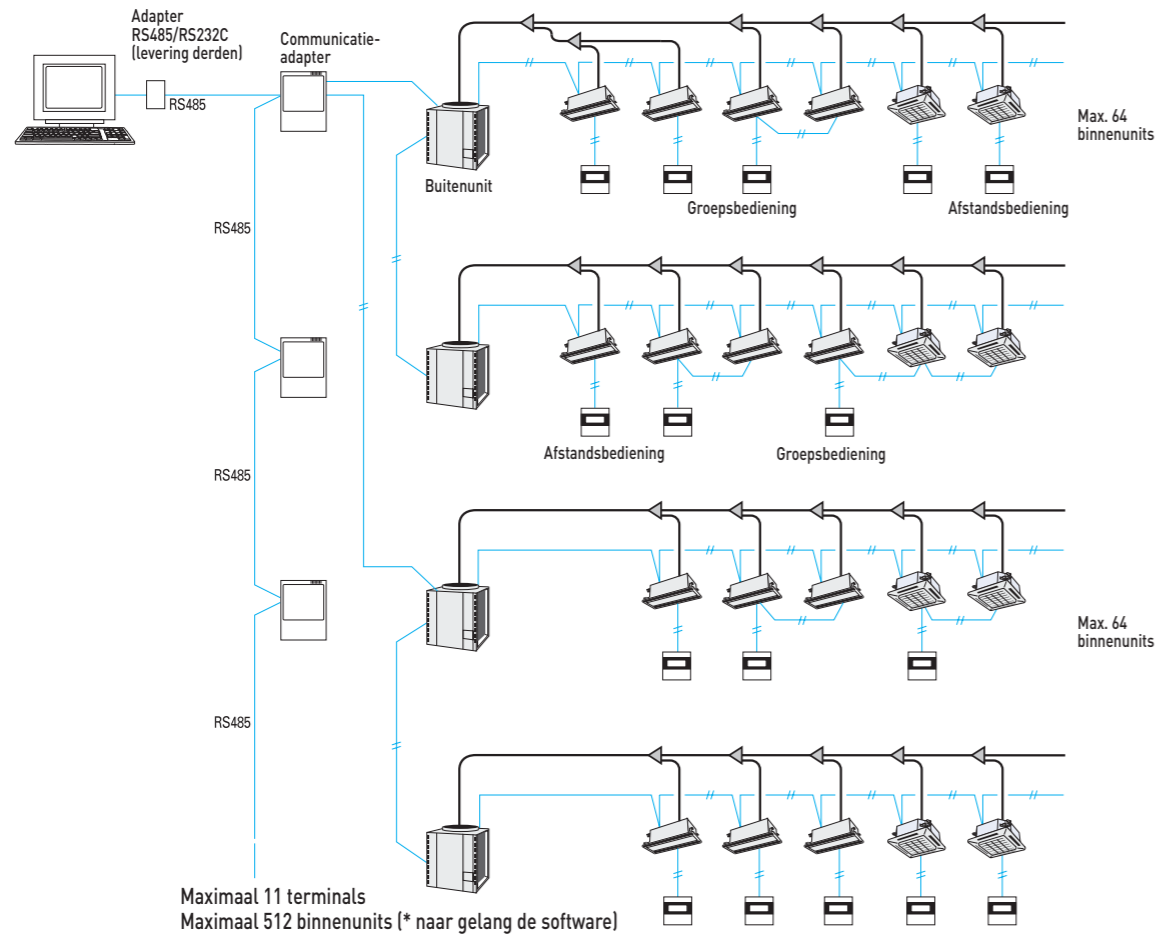 Adapter
RS485/RS232C
(levering derden)
Communicatie-
adapter
RS485
Max. 64
binnenunits
Buitenunit
Groepsbediening
Afstandsbediening
RS485
Afstandsbediening
Groepsbediening
RS485
Max. 64
binnenunits
RS485
Maximaal 11 terminals
Maximaal 512 binnenunits (* naar gelang de software)